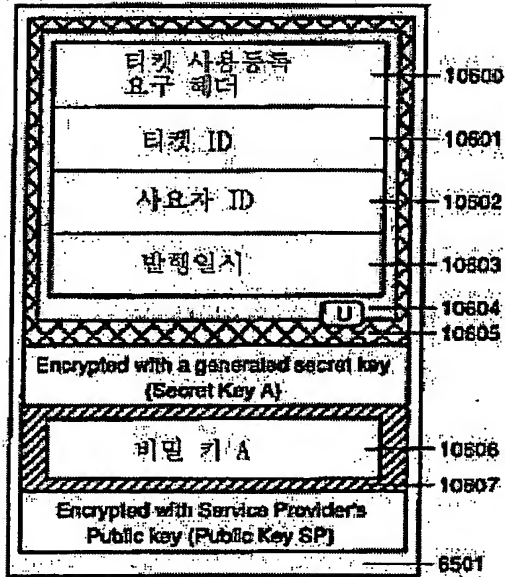 티켓 사용등록
요구 헤더
10600
티켓 ID
10601
사요자 ID
10602
발행일시
10603
U
10604
10605
Encrypted with a generated secret key
(Secret Key A)
비밀 키 A
10606
10607
Encrypted with Service Provider's
Public key (Public Key SP)
6501